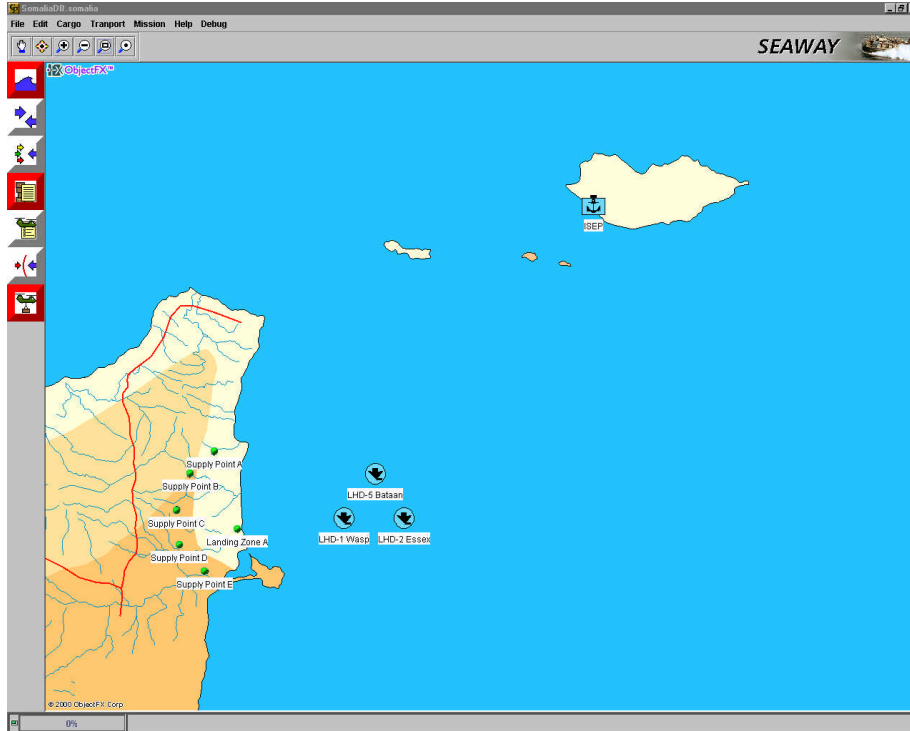 SomaliaDB.somalia
File Edit Cargo Tranport Mission Help Debug
SEAWAY
ObjectFX™
ISEP
Supply Point A
Supply Point B
LHD-5 Bataan
Supply Point C
Landing Zone A
LHD-1 Wasp
LHD-2 Essex
Supply Point D
Supply Point E
© 2000 ObjectFX Corp
0%